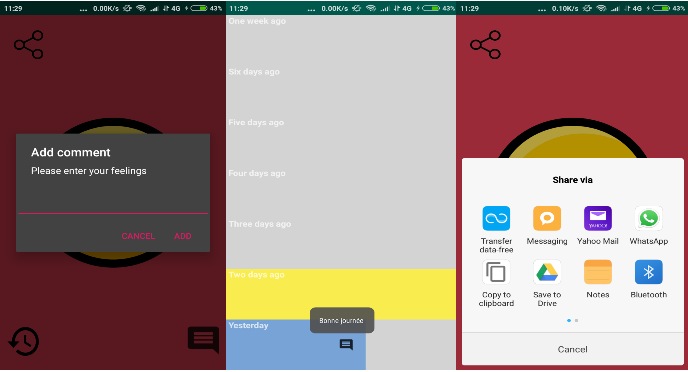 11:29 ... 0.00K/s 4G 43%
Add comment
Please enter your feelings
CANCEL ADD
11:29 ... 0.00K/s 4G 43%
One week ago
Six days ago
Five days ago
Four days ago
Three days ago
Two days ago
Bonne journée
Yesterday
11:29 ... 0.10K/s 4G 43%
Share via
Transfer
data-free
Messaging
Yahoo Mail
YAHOO!
WhatsApp
Copy to
clipboard
Save to
Drive
Notes
Bluetooth
Cancel